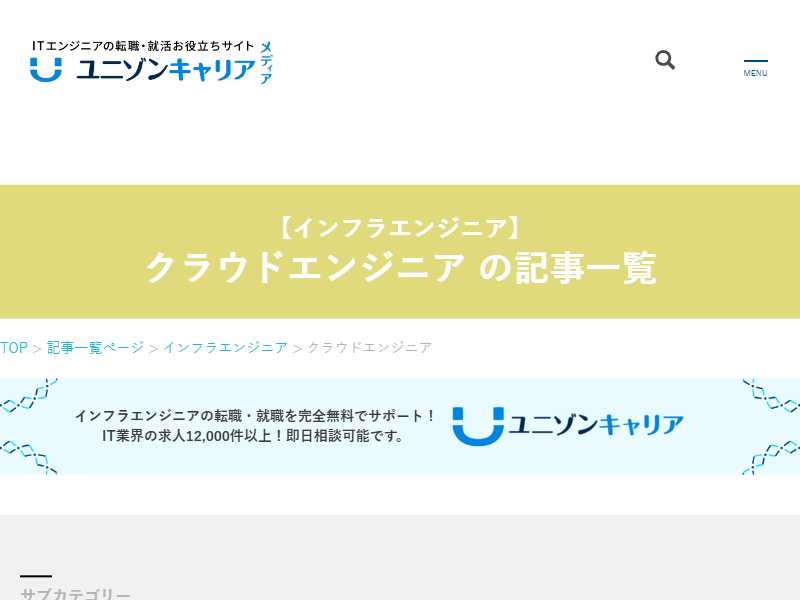 ITエンジニアの転職・就活お役立ちサイト
ユニゾンキャリア
メディア
MENU
【インフラエンジニア】
クラウドエンジニア の記事一覧
TOP > 記事一覧ページ > インフラエンジニア > クラウドエンジニア
インフラエンジニアの転職・就職を完全無料でサポート！
IT業界の求人12,000件以上！即日相談可能です。
ユニゾンキャリア
サブカテゴリー